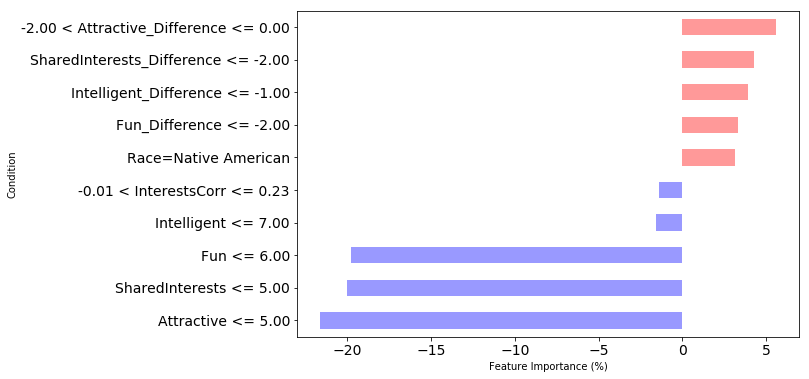 -2.00 < Attractive_Difference <= 0.00
SharedInterests_Difference <= -2.00
Intelligent_Difference <= -1.00
Fun_Difference <= -2.00
Race=Native American
-0.01 < InterestsCorr <= 0.23
Intelligent <= 7.00
Fun <= 6.00
SharedInterests <= 5.00
Attractive <= 5.00
Condition
−20 −15 −10 −5 0 5
Feature Importance (%)